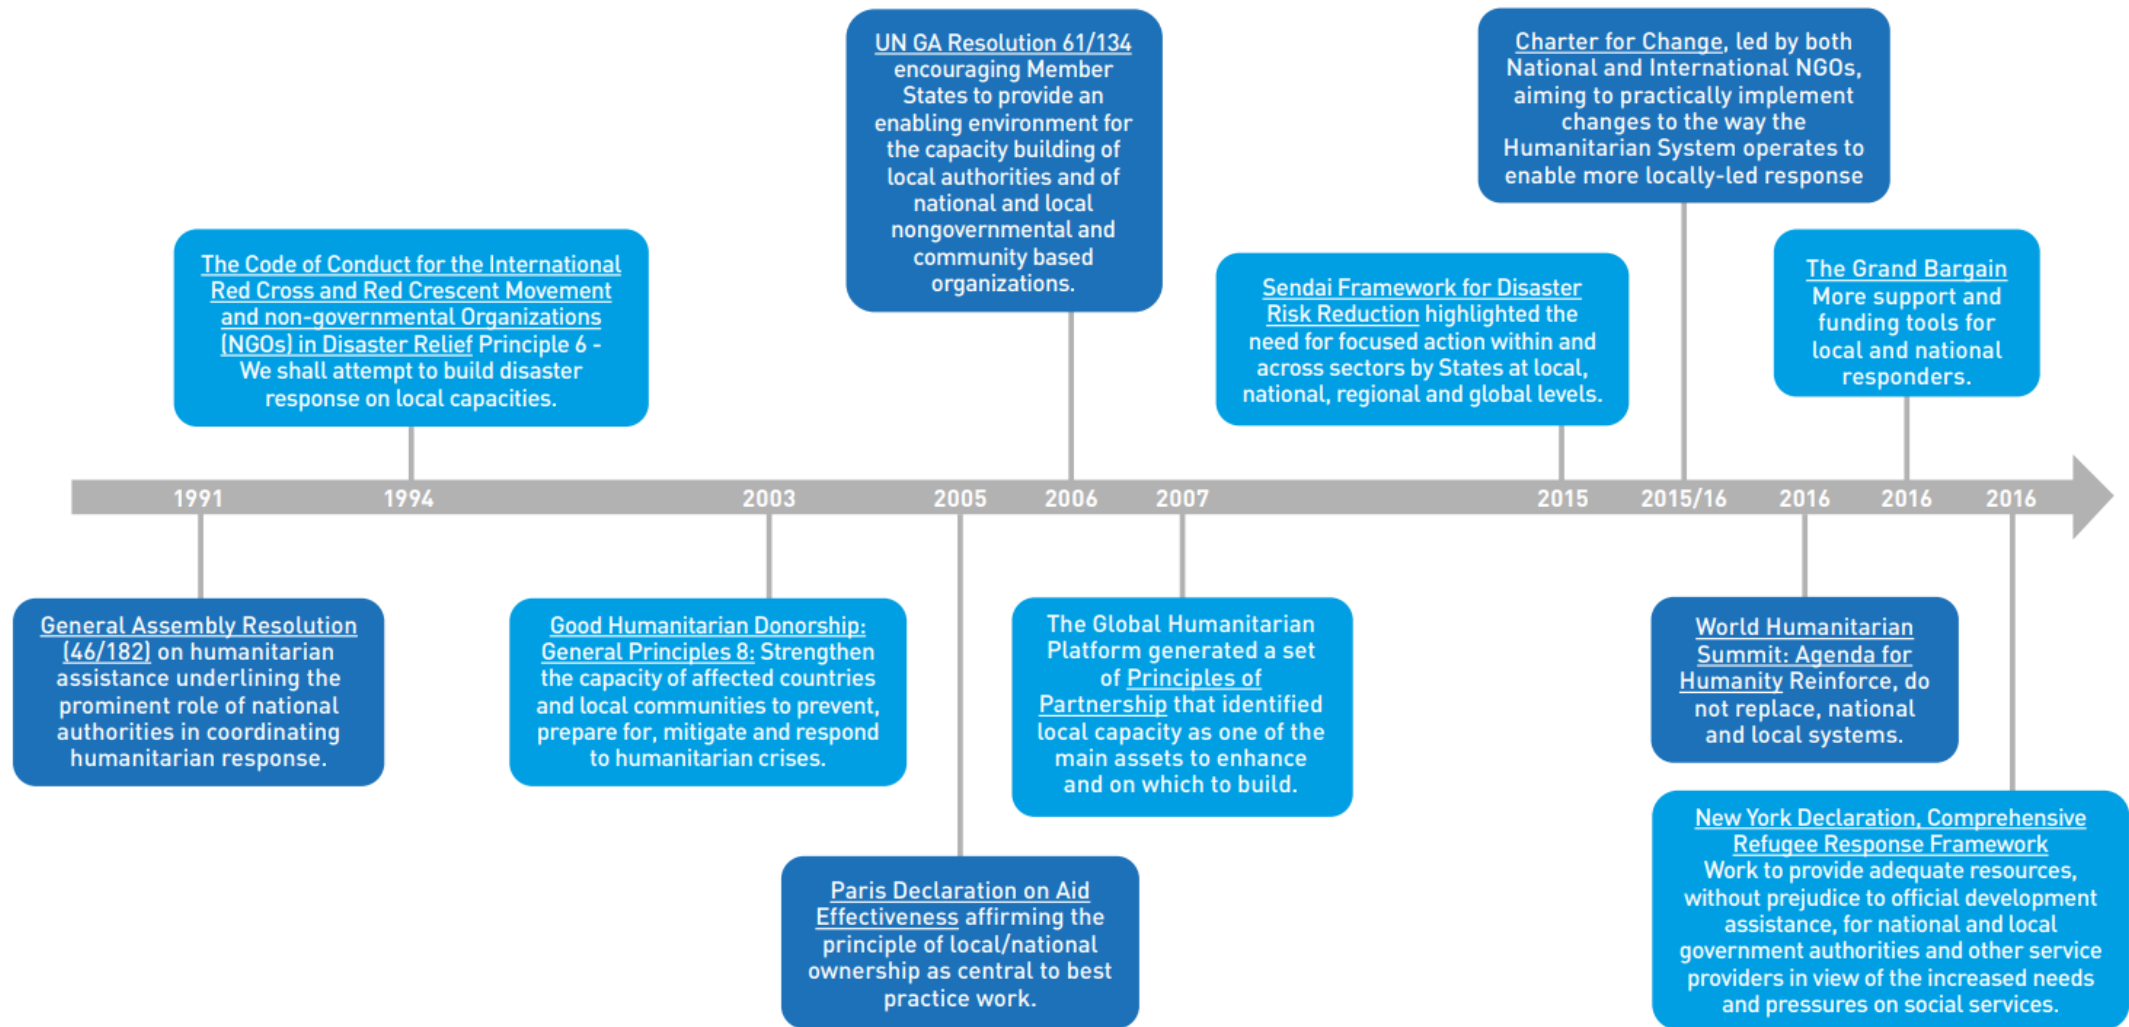 UN GA Resolution 61/134
encouraging Member
States to provide an
enabling environment for
the capacity building of
local authorities and of
national and local
nongovernmental and
community based
organizations.
Charter for Change, led by both
National and International NGOs,
aiming to practically implement
changes to the way the
Humanitarian System operates to
enable more locally-led response
The Code of Conduct for the International
Red Cross and Red Crescent Movement
and non-governmental Organizations
(NGOs) in Disaster Relief Principle 6 -
We shall attempt to build disaster
response on local capacities.
Sendai Framework for Disaster
Risk Reduction highlighted the
need for focused action within and
across sectors by States at local,
national, regional and global levels.
The Grand Bargain
More support and
funding tools for
local and national
responders.
1991 1994 2003 2005 2006 2007 2015 2015/16 2016 2016 2016
General Assembly Resolution
(46/182) on humanitarian
assistance underlining the
prominent role of national
authorities in coordinating
humanitarian response.
Good Humanitarian Donorship:
General Principles 8: Strengthen
the capacity of affected countries
and local communities to prevent,
prepare for, mitigate and respond
to humanitarian crises.
The Global Humanitarian
Platform generated a set
of Principles of
Partnership that identified
local capacity as one of the
main assets to enhance
and on which to build.
World Humanitarian
Summit: Agenda for
Humanity Reinforce, do
not replace, national
and local systems.
Paris Declaration on Aid
Effectiveness affirming the
principle of local/national
ownership as central to best
practice work.
New York Declaration, Comprehensive
Refugee Response Framework
Work to provide adequate resources,
without prejudice to official development
assistance, for national and local
government authorities and other service
providers in view of the increased needs
and pressures on social services.